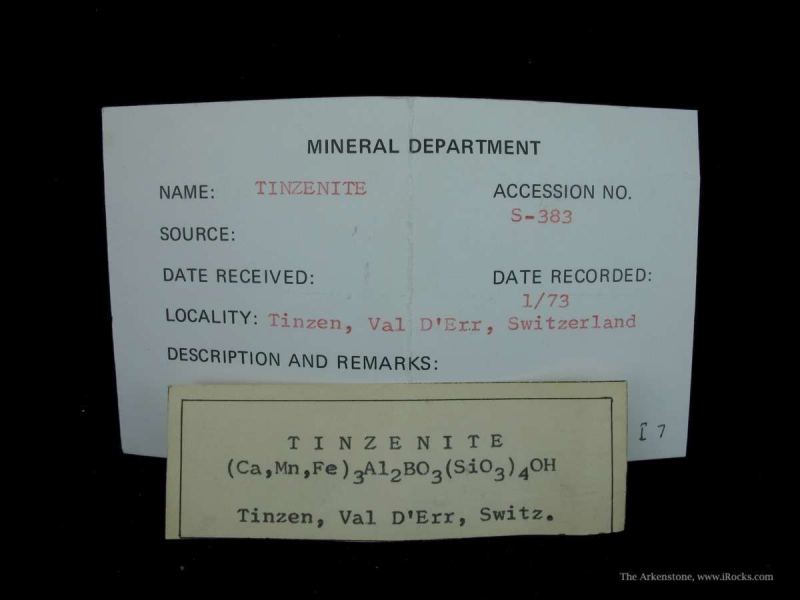 MINERAL DEPARTMENT
NAME: TINZENITE
ACCESSION NO.
S-383
SOURCE:
DATE RECEIVED:
DATE RECORDED:
1/73
LOCALITY: Tinzen, Val D'Err, Switzerland
DESCRIPTION AND REMARKS:
I 7
TINZENITE
(Ca,Mn,Fe)₃Al₂BO₃(SiO₃)₄OH
Tinzen, Val D'Err, Switz.
The Arkenstone, www.iRocks.com